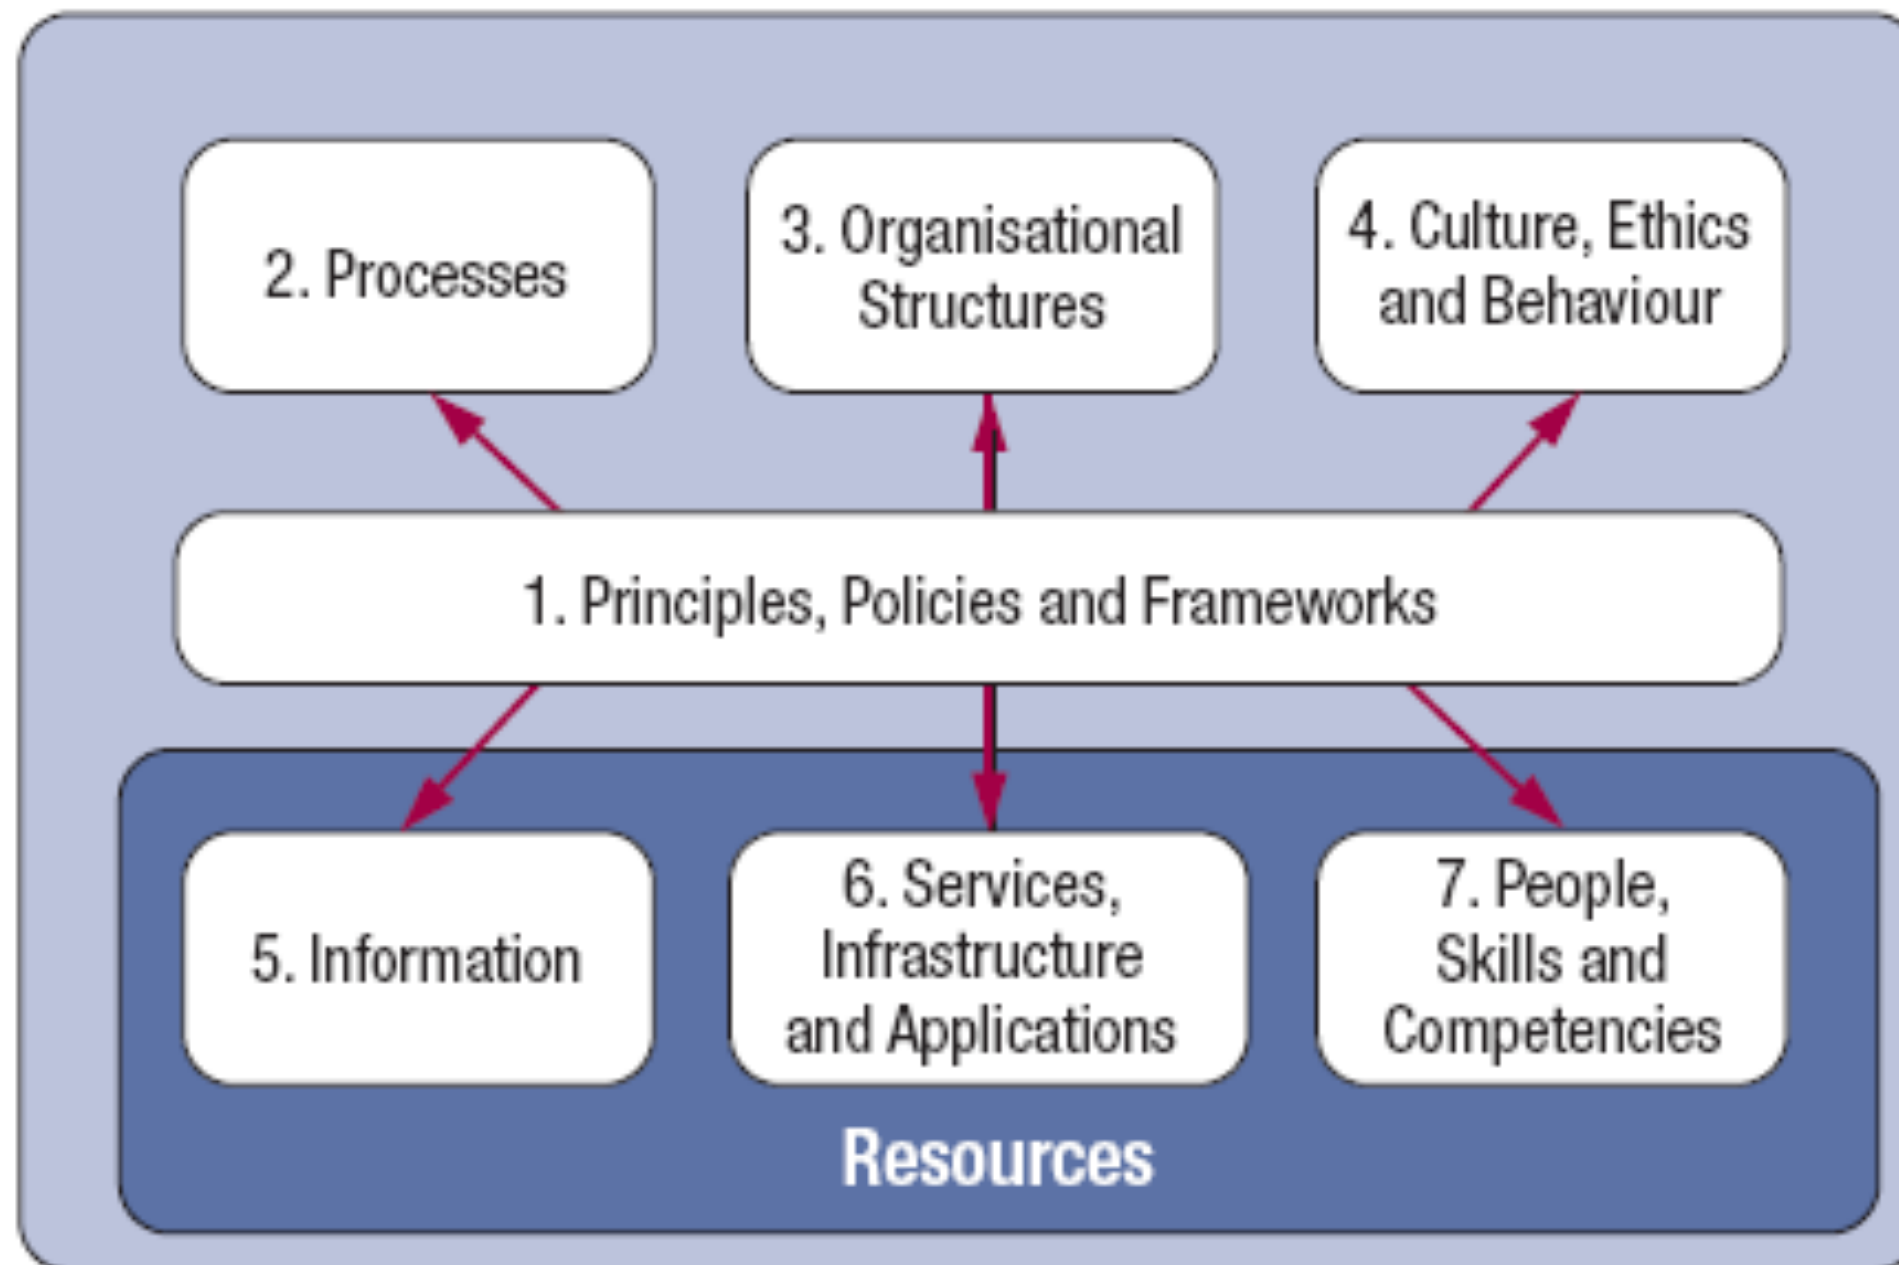 2. Processes
3. Organisational
Structures
4. Culture, Ethics
and Behaviour
1. Principles, Policies and Frameworks
5. Information
6. Services,
Infrastructure
and Applications
7. People,
Skills and
Competencies
Resources